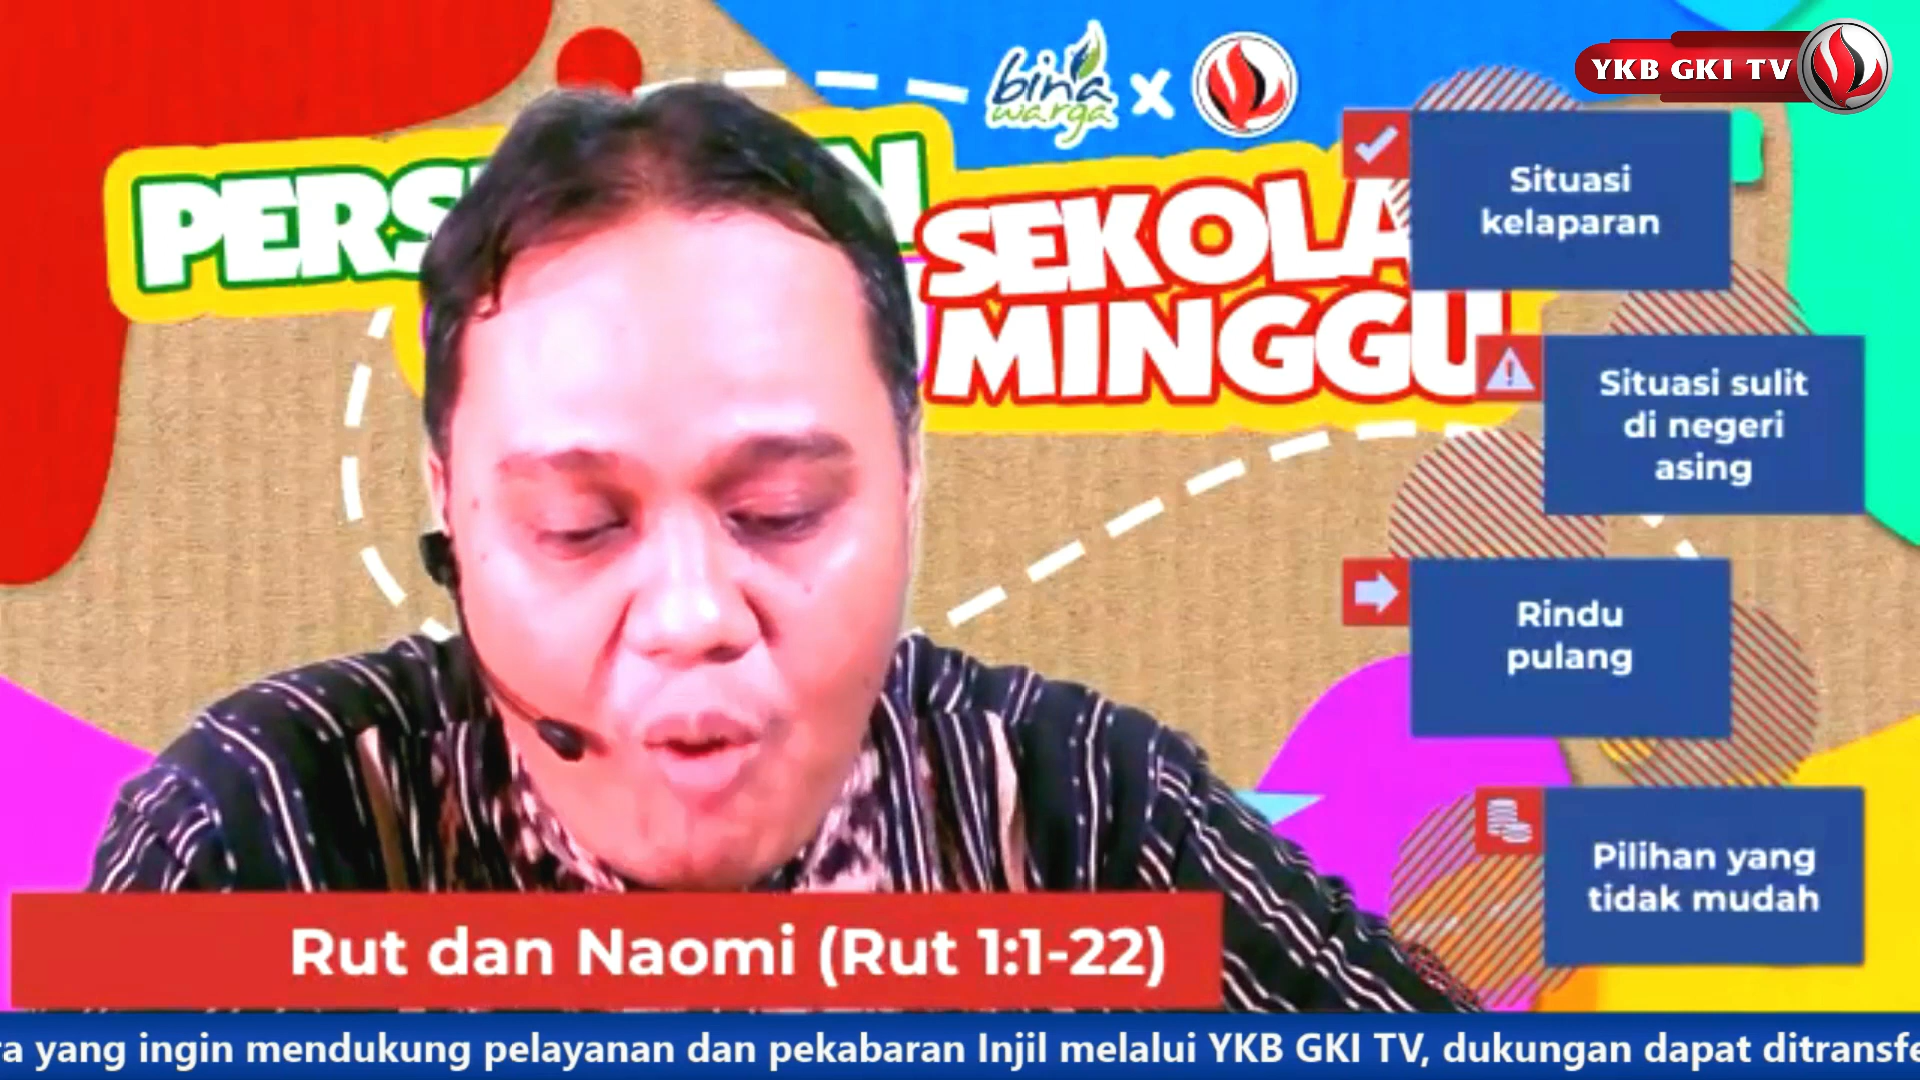 bina
warga
x
YKB GKI TV
SEKOLA
MINGGU
Situasi
kelaparan
Situasi sulit
di negeri
asing
Rindu
pulang
Pilihan yang
tidak mudah
Rut dan Naomi (Rut 1:1-22)
yang ingin mendukung pelayanan dan pekabaran Injil melalui YKB GKI TV, dukungan dapat